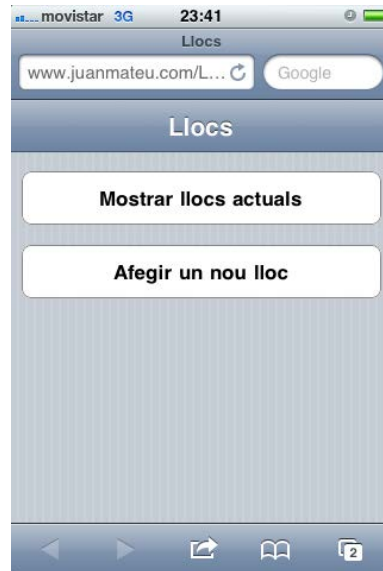 movistar 3G 23:41
Llocs
www.juanmateu.com/L... Google
Llocs
Mostrar llocs actuals
Afegir un nou lloc
2